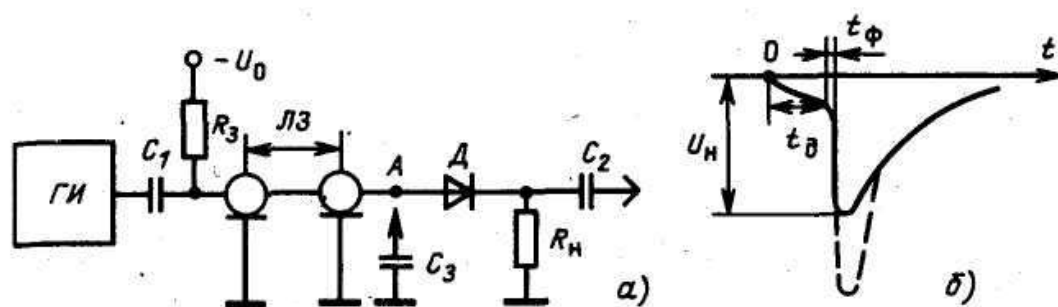 - U₀
R₃
ЛЗ
C₁
ГИ
A
Д
C₂
C₃
Rн
а)
tф
0
t
Uн
tд
б)